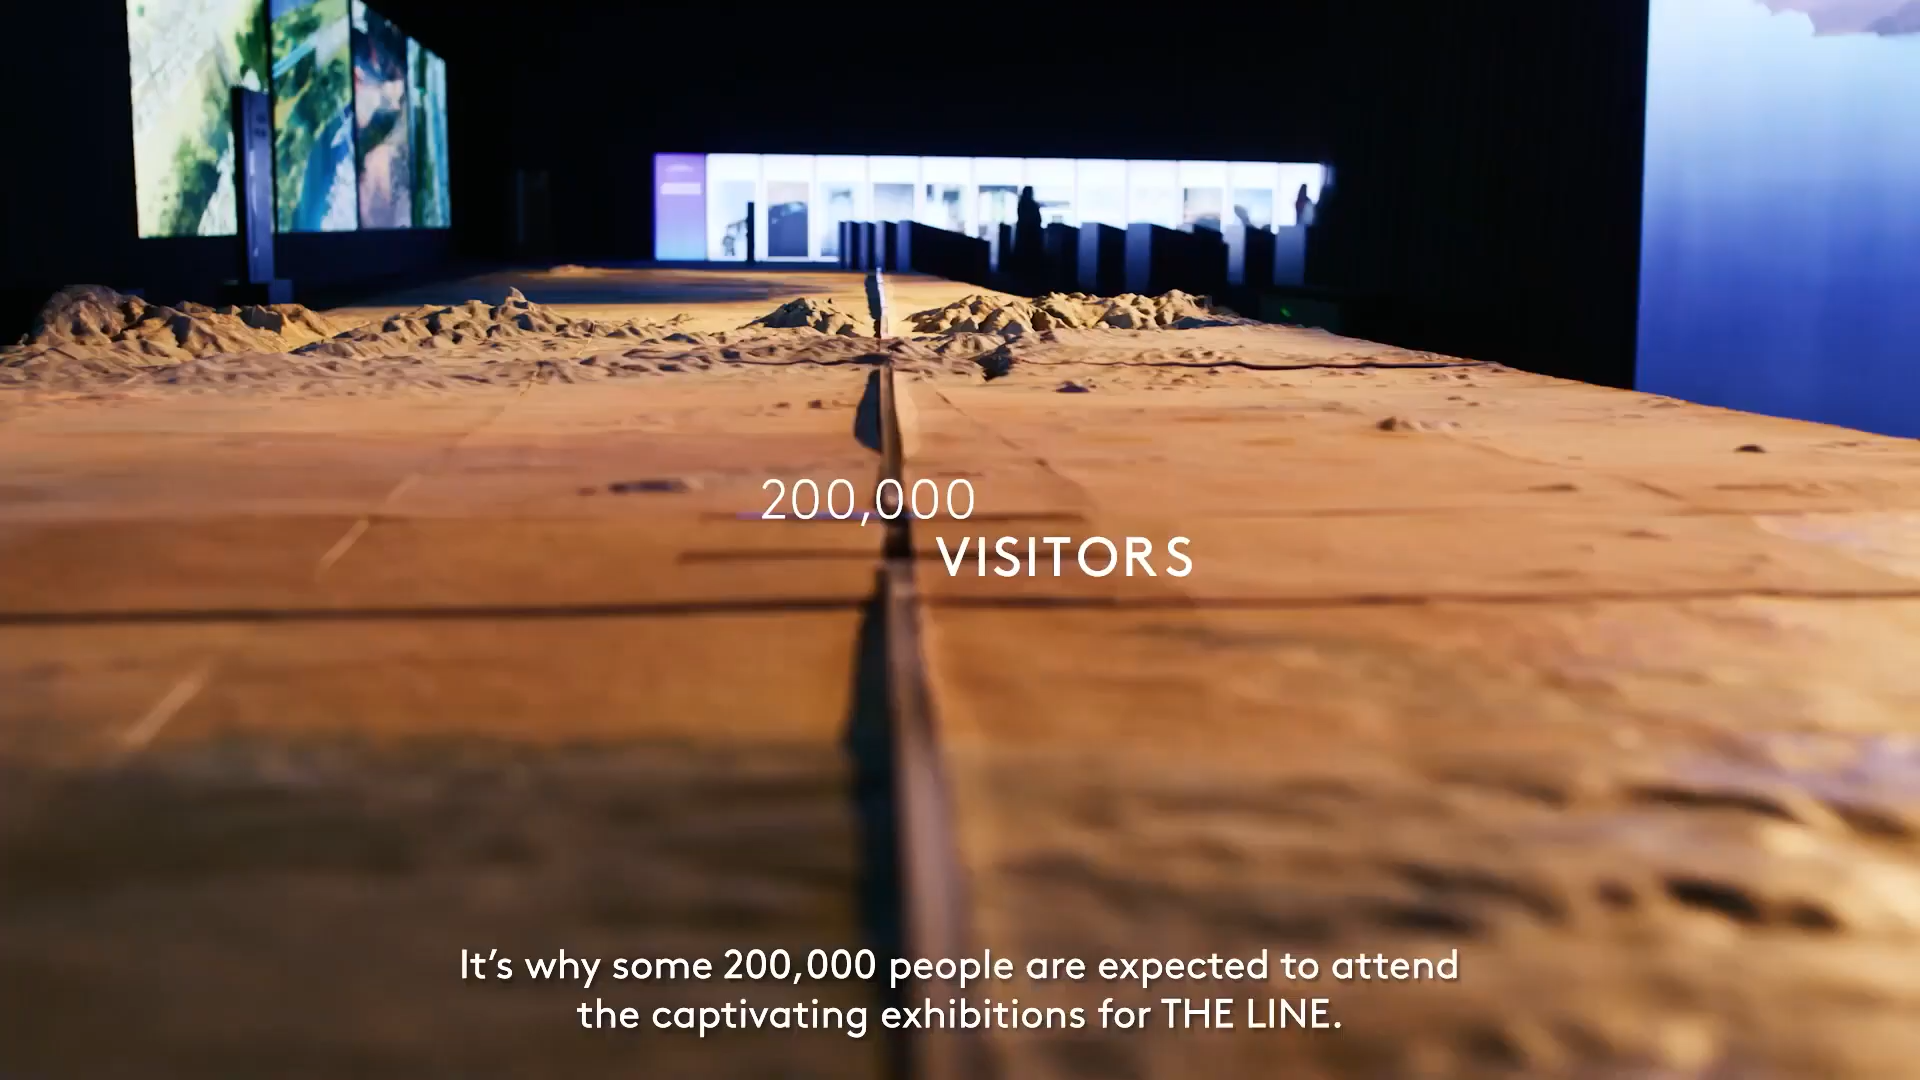 200,000
VISITORS
It's why some 200,000 people are expected to attend
the captivating exhibitions for THE LINE.